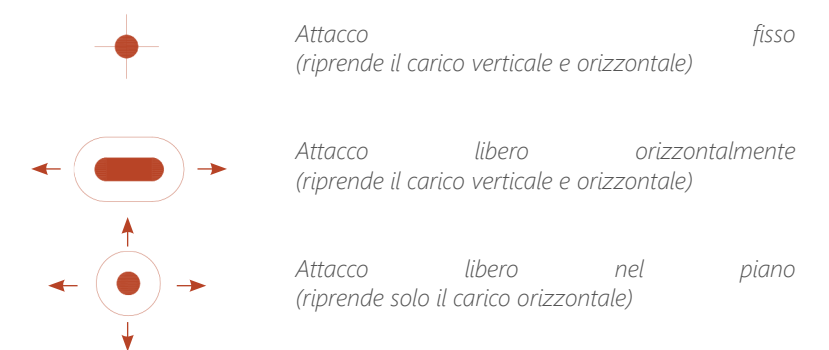 Attacco fisso
(riprende il carico verticale e orizzontale)
Attacco libero orizzontalmente
(riprende il carico verticale e orizzontale)
Attacco libero nel piano
(riprende solo il carico orizzontale)